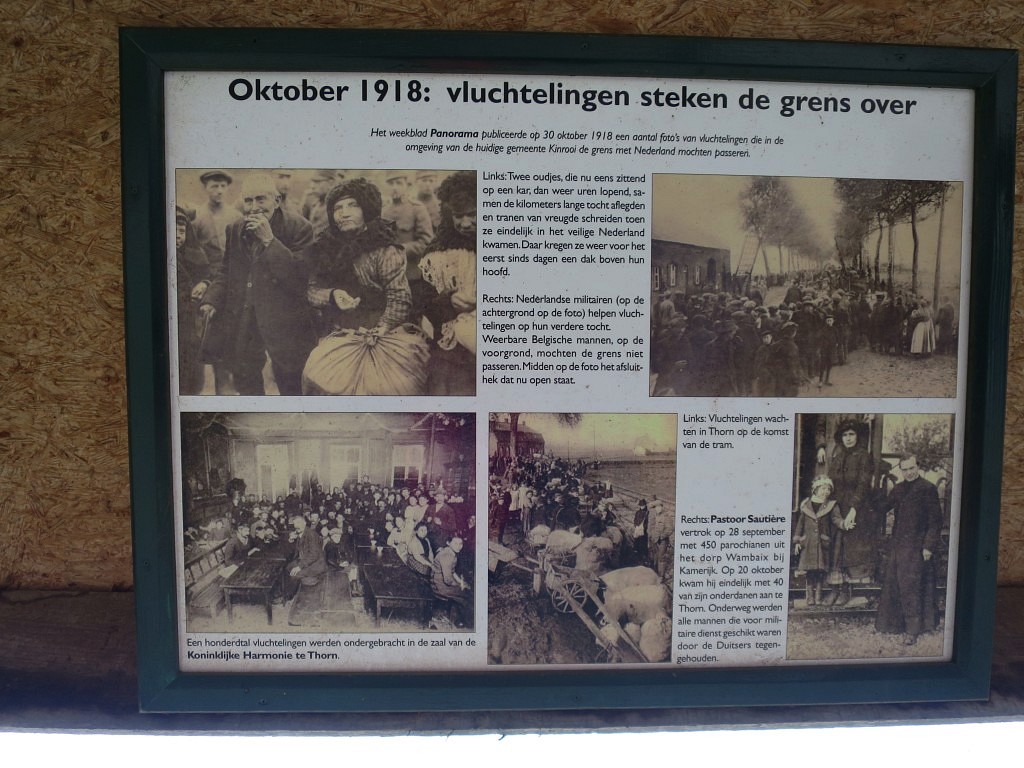 Oktober 1918: vluchtelingen steken de grens over
Het weekblad Panorama publiceerde op 30 oktober 1918 een aantal foto's van vluchtelingen die in de
omgeving van de huidige gemeente Kinrooi de grens met Nederland mochten passeren.
Links: Twee oudjes, die nu eens zittend
op een kar, dan weer uren lopend, sa-
men de kilometers lange tocht aflegden
en tranen van vreugde schreiden toen
ze eindelijk in het veilige Nederland
kwamen. Daar kregen ze weer voor het
eerst sinds dagen een dak boven hun
hoofd.
Rechts: Nederlandse militairen (op de
achtergrond op de foto) helpen vluch-
telingen op hun verdere tocht.
Weerbare Belgische mannen, op de
voorgrond, mochten de grens niet
passeren. Midden op de foto het afsluit-
hek dat nu open staat.
Een honderdtal vluchtelingen werden ondergebracht in de zaal van de
Koninklijke Harmonie te Thorn.
Links: Vluchtelingen wach-
ten in Thorn op de komst
van de tram.
Rechts: Pastoor Sautière
vertrok op 28 september
met 450 parochianen uit
het dorp Wambaix bij
Kamerijk. Op 20 oktober
kwam hij eindelijk met 40
van zijn onderdanen aan te
Thorn. Onderweg werden
alle mannen die voor mili-
taire dienst geschikt waren
door de Duitsers tegen-
gehouden.